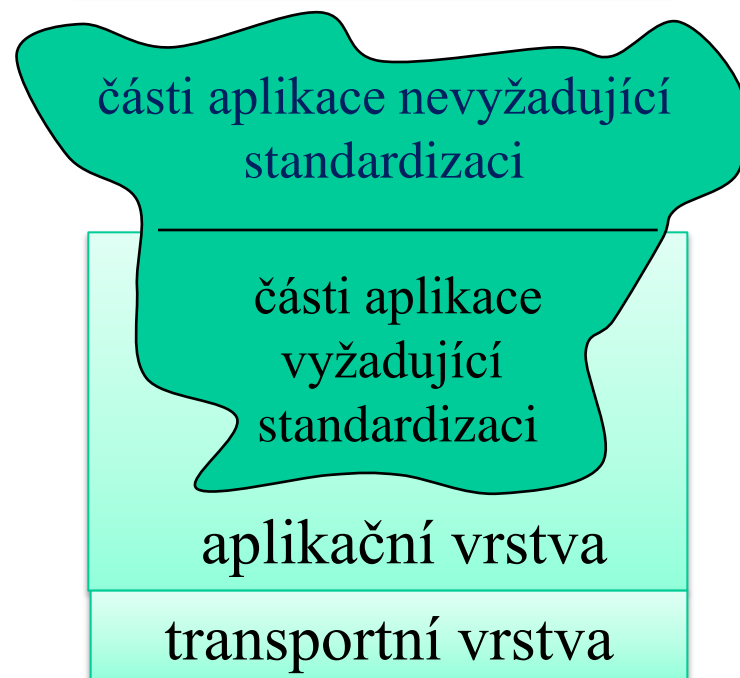 části aplikace nevyžadující
standardizaci
části aplikace
vyžadující
standardizaci
aplikační vrstva
transportní vrstva